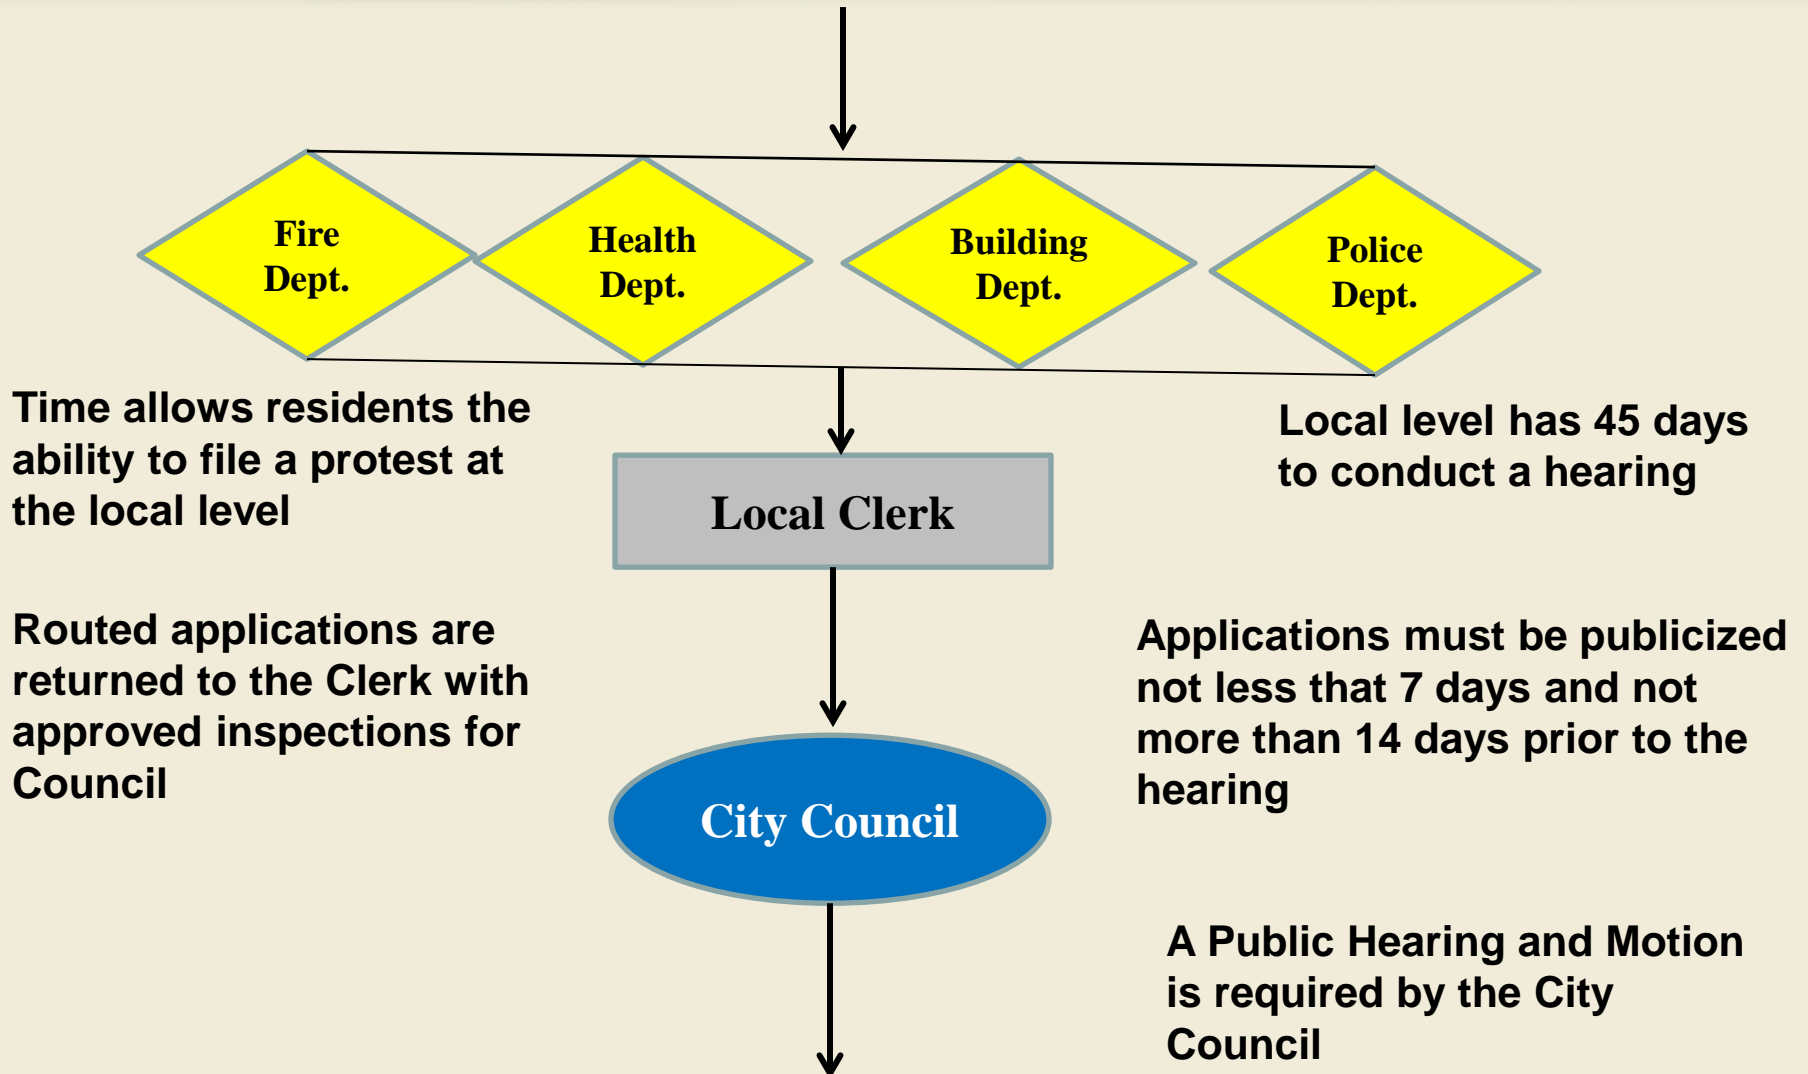 Fire
Dept.
Health
Dept.
Building
Dept.
Police
Dept.
Time allows residents the
ability to file a protest at
the local level
Local level has 45 days
to conduct a hearing
Local Clerk
Routed applications are
returned to the Clerk with
approved inspections for
Council
Applications must be publicized
not less that 7 days and not
more than 14 days prior to the
hearing
City Council
A Public Hearing and Motion
is required by the City
Council